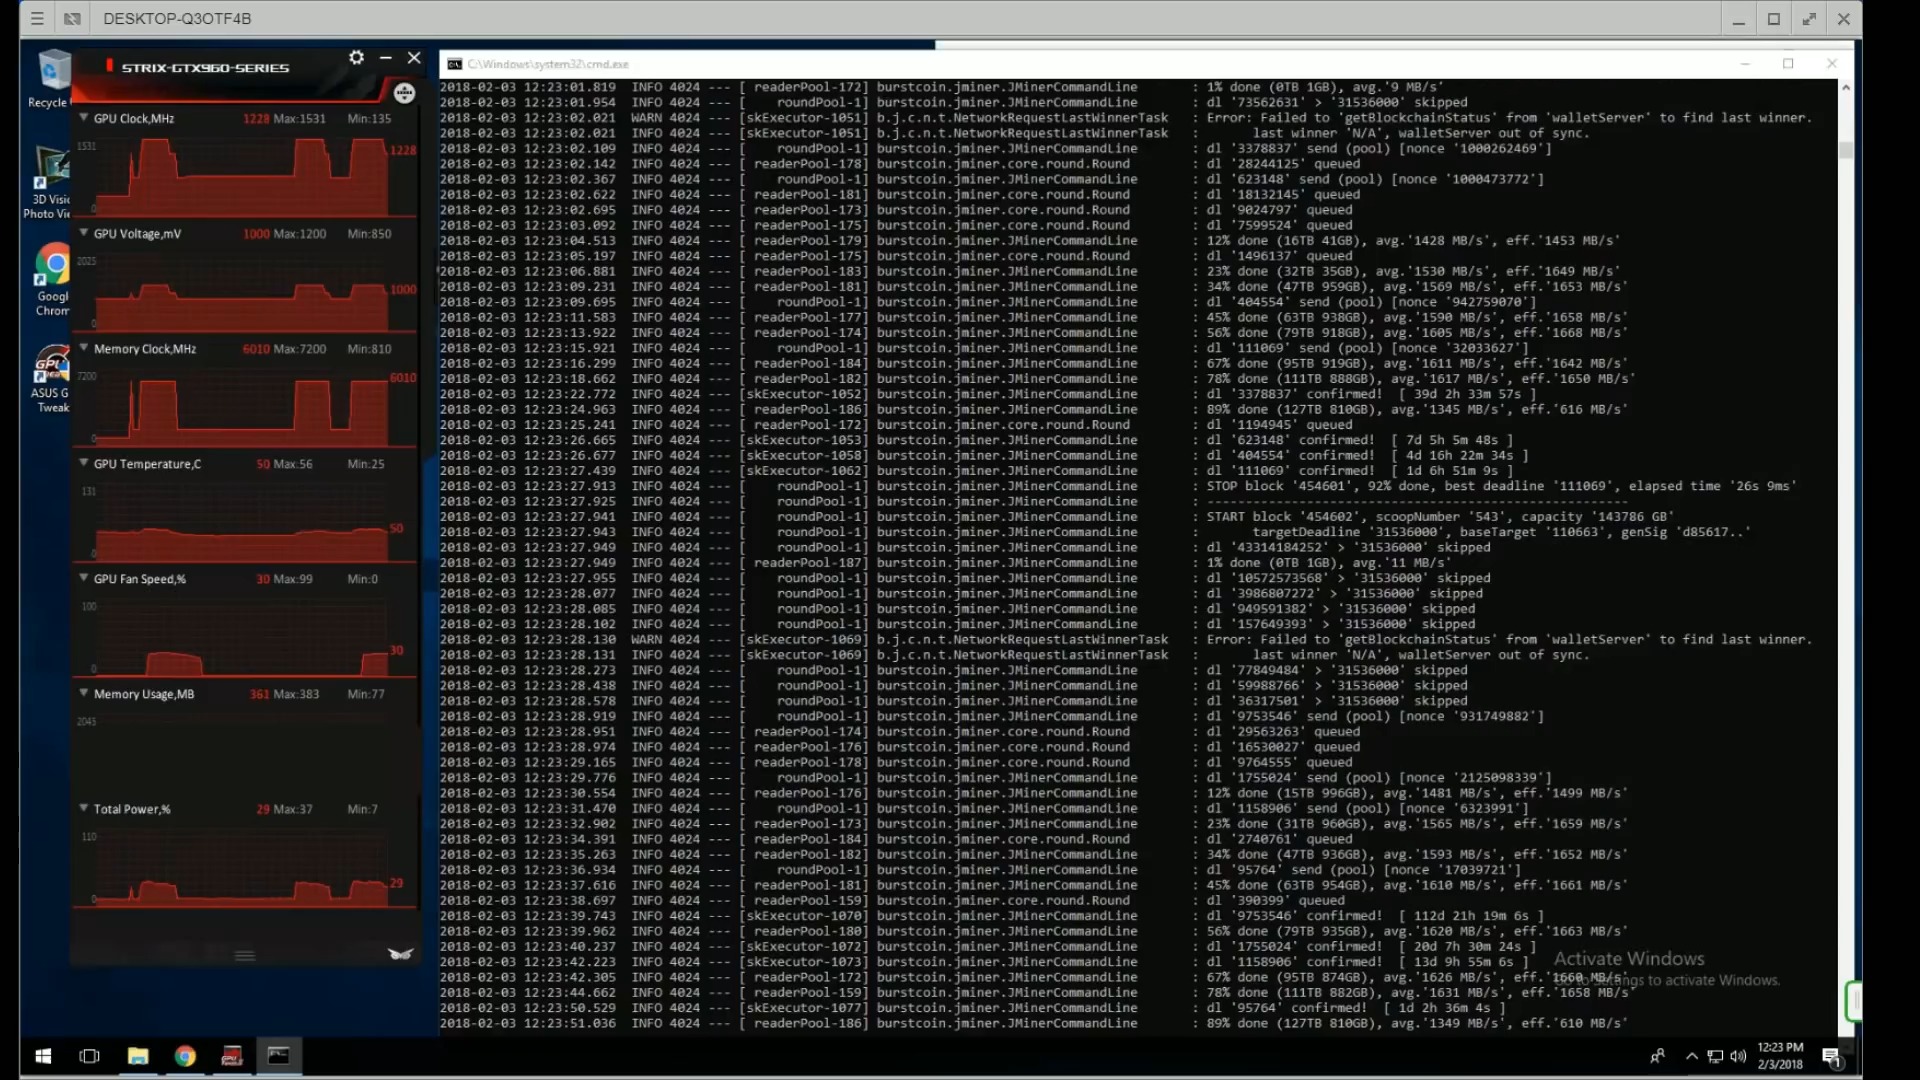 DESKTOP-Q3OTF4B
Recycle
3D Visio
Photo Vie
Googl
Chrom
ASUS G
Tweak
STRIX-GTX960-SERIES
GPU Clock,MHz 1228 Max:1531 Min:135
1531
1228
0
GPU Voltage,mV 1000 Max:1200 Min:850
2025
1000
0
Memory Clock,MHz 6010 Max:7200 Min:810
7200
6010
0
GPU Temperature,C 50 Max:56 Min:25
131
50
0
GPU Fan Speed,% 30 Max:99 Min:0
100
30
0
Memory Usage,MB 361 Max:383 Min:77
2045
Total Power,% 29 Max:37 Min:7
110
29
0
C:\Windows\system32\cmd.exe
2018-02-03 12:23:01.819 INFO 4024 --- [ readerPool-172] burstcoin.jminer.JMinerCommandLine : 1% done (0TB 1GB), avg.'9 MB/s'
2018-02-03 12:23:01.954 INFO 4024 --- [ roundPool-1] burstcoin.jminer.JMinerCommandLine : dl '73562631' > '31536000' skipped
2018-02-03 12:23:02.021 WARN 4024 --- [skExecutor-1051] b.j.c.n.t.NetworkRequestLastWinnerTask : Error: Failed to 'getBlockchainStatus' from 'walletServer' to find last winner.
2018-02-03 12:23:02.021 INFO 4024 --- [skExecutor-1051] b.j.c.n.t.NetworkRequestLastWinnerTask : last winner 'N/A', walletServer out of sync.
2018-02-03 12:23:02.109 INFO 4024 --- [ roundPool-1] burstcoin.jminer.JMinerCommandLine : dl '3378837' send (pool) [nonce '1000262469']
2018-02-03 12:23:02.142 INFO 4024 --- [ readerPool-178] burstcoin.jminer.core.round.Round : dl '28244125' queued
2018-02-03 12:23:02.367 INFO 4024 --- [ roundPool-1] burstcoin.jminer.JMinerCommandLine : dl '623148' send (pool) [nonce '1000473772']
2018-02-03 12:23:02.622 INFO 4024 --- [ readerPool-181] burstcoin.jminer.core.round.Round : dl '18132145' queued
2018-02-03 12:23:02.695 INFO 4024 --- [ readerPool-173] burstcoin.jminer.core.round.Round : dl '9024797' queued
2018-02-03 12:23:03.092 INFO 4024 --- [ readerPool-175] burstcoin.jminer.core.round.Round : dl '7599524' queued
2018-02-03 12:23:04.513 INFO 4024 --- [ readerPool-179] burstcoin.jminer.JMinerCommandLine : 12% done (16TB 41GB), avg.'1428 MB/s', eff.'1453 MB/s'
2018-02-03 12:23:05.197 INFO 4024 --- [ readerPool-175] burstcoin.jminer.core.round.Round : dl '1496137' queued
2018-02-03 12:23:06.881 INFO 4024 --- [ readerPool-183] burstcoin.jminer.JMinerCommandLine : 23% done (32TB 35GB), avg.'1530 MB/s', eff.'1649 MB/s'
2018-02-03 12:23:09.231 INFO 4024 --- [ readerPool-181] burstcoin.jminer.JMinerCommandLine : 34% done (47TB 959GB), avg.'1569 MB/s', eff.'1653 MB/s'
2018-02-03 12:23:09.695 INFO 4024 --- [ roundPool-1] burstcoin.jminer.JMinerCommandLine : dl '404554' send (pool) [nonce '942759070']
2018-02-03 12:23:11.583 INFO 4024 --- [ readerPool-177] burstcoin.jminer.JMinerCommandLine : 45% done (63TB 938GB), avg.'1590 MB/s', eff.'1658 MB/s'
2018-02-03 12:23:13.922 INFO 4024 --- [ readerPool-174] burstcoin.jminer.JMinerCommandLine : 56% done (79TB 918GB), avg.'1605 MB/s', eff.'1668 MB/s'
2018-02-03 12:23:15.921 INFO 4024 --- [ roundPool-1] burstcoin.jminer.JMinerCommandLine : dl '111069' send (pool) [nonce '32033627']
2018-02-03 12:23:16.299 INFO 4024 --- [ readerPool-184] burstcoin.jminer.JMinerCommandLine : 67% done (95TB 919GB), avg.'1611 MB/s', eff.'1642 MB/s'
2018-02-03 12:23:18.662 INFO 4024 --- [ readerPool-182] burstcoin.jminer.JMinerCommandLine : 78% done (111TB 888GB), avg.'1617 MB/s', eff.'1650 MB/s'
2018-02-03 12:23:22.772 INFO 4024 --- [skExecutor-1052] burstcoin.jminer.JMinerCommandLine : dl '3378837' confirmed! [ 39d 2h 33m 57s ]
2018-02-03 12:23:24.963 INFO 4024 --- [ readerPool-186] burstcoin.jminer.JMinerCommandLine : 89% done (127TB 810GB), avg.'1345 MB/s', eff.'616 MB/s'
2018-02-03 12:23:25.241 INFO 4024 --- [ readerPool-172] burstcoin.jminer.core.round.Round : dl '1194945' queued
2018-02-03 12:23:26.665 INFO 4024 --- [skExecutor-1053] burstcoin.jminer.JMinerCommandLine : dl '623148' confirmed! [ 7d 5h 5m 48s ]
2018-02-03 12:23:26.677 INFO 4024 --- [skExecutor-1058] burstcoin.jminer.JMinerCommandLine : dl '404554' confirmed! [ 4d 16h 22m 34s ]
2018-02-03 12:23:27.439 INFO 4024 --- [skExecutor-1062] burstcoin.jminer.JMinerCommandLine : dl '111069' confirmed! [ 1d 6h 51m 9s ]
2018-02-03 12:23:27.913 INFO 4024 --- [ roundPool-1] burstcoin.jminer.JMinerCommandLine : STOP block '454601', 92% done, best deadline '111069', elapsed time '26s 9ms'
2018-02-03 12:23:27.925 INFO 4024 --- [ roundPool-1] burstcoin.jminer.JMinerCommandLine : -------------------------------------------------------
2018-02-03 12:23:27.941 INFO 4024 --- [ roundPool-1] burstcoin.jminer.JMinerCommandLine : START block '454602', scoopNumber '543', capacity '143786 GB'
2018-02-03 12:23:27.943 INFO 4024 --- [ roundPool-1] burstcoin.jminer.JMinerCommandLine : targetDeadline '31536000', baseTarget '110663', genSig 'd85617..'
2018-02-03 12:23:27.949 INFO 4024 --- [ roundPool-1] burstcoin.jminer.JMinerCommandLine : dl '43314184252' > '31536000' skipped
2018-02-03 12:23:27.949 INFO 4024 --- [ readerPool-187] burstcoin.jminer.JMinerCommandLine : 1% done (0TB 1GB), avg.'11 MB/s'
2018-02-03 12:23:27.955 INFO 4024 --- [ roundPool-1] burstcoin.jminer.JMinerCommandLine : dl '10572573568' > '31536000' skipped
2018-02-03 12:23:28.077 INFO 4024 --- [ roundPool-1] burstcoin.jminer.JMinerCommandLine : dl '3986807272' > '31536000' skipped
2018-02-03 12:23:28.085 INFO 4024 --- [ roundPool-1] burstcoin.jminer.JMinerCommandLine : dl '949591382' > '31536000' skipped
2018-02-03 12:23:28.102 INFO 4024 --- [ roundPool-1] burstcoin.jminer.JMinerCommandLine : dl '157649393' > '31536000' skipped
2018-02-03 12:23:28.130 WARN 4024 --- [skExecutor-1069] b.j.c.n.t.NetworkRequestLastWinnerTask : Error: Failed to 'getBlockchainStatus' from 'walletServer' to find last winner.
2018-02-03 12:23:28.131 INFO 4024 --- [skExecutor-1069] b.j.c.n.t.NetworkRequestLastWinnerTask : last winner 'N/A', walletServer out of sync.
2018-02-03 12:23:28.273 INFO 4024 --- [ roundPool-1] burstcoin.jminer.JMinerCommandLine : dl '77849484' > '31536000' skipped
2018-02-03 12:23:28.438 INFO 4024 --- [ roundPool-1] burstcoin.jminer.JMinerCommandLine : dl '59988766' > '31536000' skipped
2018-02-03 12:23:28.578 INFO 4024 --- [ roundPool-1] burstcoin.jminer.JMinerCommandLine : dl '36317501' > '31536000' skipped
2018-02-03 12:23:28.919 INFO 4024 --- [ roundPool-1] burstcoin.jminer.JMinerCommandLine : dl '9753546' send (pool) [nonce '931749882']
2018-02-03 12:23:28.951 INFO 4024 --- [ readerPool-174] burstcoin.jminer.core.round.Round : dl '29563263' queued
2018-02-03 12:23:28.974 INFO 4024 --- [ readerPool-176] burstcoin.jminer.core.round.Round : dl '16530027' queued
2018-02-03 12:23:29.165 INFO 4024 --- [ readerPool-178] burstcoin.jminer.core.round.Round : dl '9764555' queued
2018-02-03 12:23:29.776 INFO 4024 --- [ roundPool-1] burstcoin.jminer.JMinerCommandLine : dl '1755024' send (pool) [nonce '2125098339']
2018-02-03 12:23:30.554 INFO 4024 --- [ readerPool-176] burstcoin.jminer.JMinerCommandLine : 12% done (15TB 996GB), avg.'1481 MB/s', eff.'1499 MB/s'
2018-02-03 12:23:31.470 INFO 4024 --- [ roundPool-1] burstcoin.jminer.JMinerCommandLine : dl '1158906' send (pool) [nonce '6323991']
2018-02-03 12:23:32.902 INFO 4024 --- [ readerPool-173] burstcoin.jminer.JMinerCommandLine : 23% done (31TB 960GB), avg.'1565 MB/s', eff.'1659 MB/s'
2018-02-03 12:23:34.391 INFO 4024 --- [ readerPool-184] burstcoin.jminer.core.round.Round : dl '2740761' queued
2018-02-03 12:23:35.263 INFO 4024 --- [ readerPool-182] burstcoin.jminer.JMinerCommandLine : 34% done (47TB 936GB), avg.'1593 MB/s', eff.'1652 MB/s'
2018-02-03 12:23:36.934 INFO 4024 --- [ roundPool-1] burstcoin.jminer.JMinerCommandLine : dl '95764' send (pool) [nonce '17039721']
2018-02-03 12:23:37.616 INFO 4024 --- [ readerPool-181] burstcoin.jminer.JMinerCommandLine : 45% done (63TB 954GB), avg.'1610 MB/s', eff.'1661 MB/s'
2018-02-03 12:23:38.697 INFO 4024 --- [ readerPool-159] burstcoin.jminer.core.round.Round : dl '390399' queued
2018-02-03 12:23:39.743 INFO 4024 --- [skExecutor-1070] burstcoin.jminer.JMinerCommandLine : dl '9753546' confirmed! [ 112d 21h 19m 6s ]
2018-02-03 12:23:39.962 INFO 4024 --- [ readerPool-180] burstcoin.jminer.JMinerCommandLine : 56% done (79TB 935GB), avg.'1620 MB/s', eff.'1663 MB/s'
2018-02-03 12:23:40.237 INFO 4024 --- [skExecutor-1072] burstcoin.jminer.JMinerCommandLine : dl '1755024' confirmed! [ 20d 7h 30m 24s ]
2018-02-03 12:23:42.223 INFO 4024 --- [skExecutor-1073] burstcoin.jminer.JMinerCommandLine : dl '1158906' confirmed! [ 13d 9h 55m 6s ]
2018-02-03 12:23:42.305 INFO 4024 --- [ readerPool-172] burstcoin.jminer.JMinerCommandLine : 67% done (95TB 874GB), avg.'1626 MB/s', eff.'1660 MB/s'
2018-02-03 12:23:44.662 INFO 4024 --- [ readerPool-159] burstcoin.jminer.JMinerCommandLine : 78% done (111TB 882GB), avg.'1631 MB/s', eff.'1658 MB/s'
2018-02-03 12:23:50.529 INFO 4024 --- [skExecutor-1077] burstcoin.jminer.JMinerCommandLine : dl '95764' confirmed! [ 1d 2h 36m 4s ]
2018-02-03 12:23:51.036 INFO 4024 --- [ readerPool-186] burstcoin.jminer.JMinerCommandLine : 89% done (127TB 810GB), avg.'1349 MB/s', eff.'610 MB/s'
Activate Windows
Go to Settings to activate Windows.
12:23 PM
2/3/2018
1